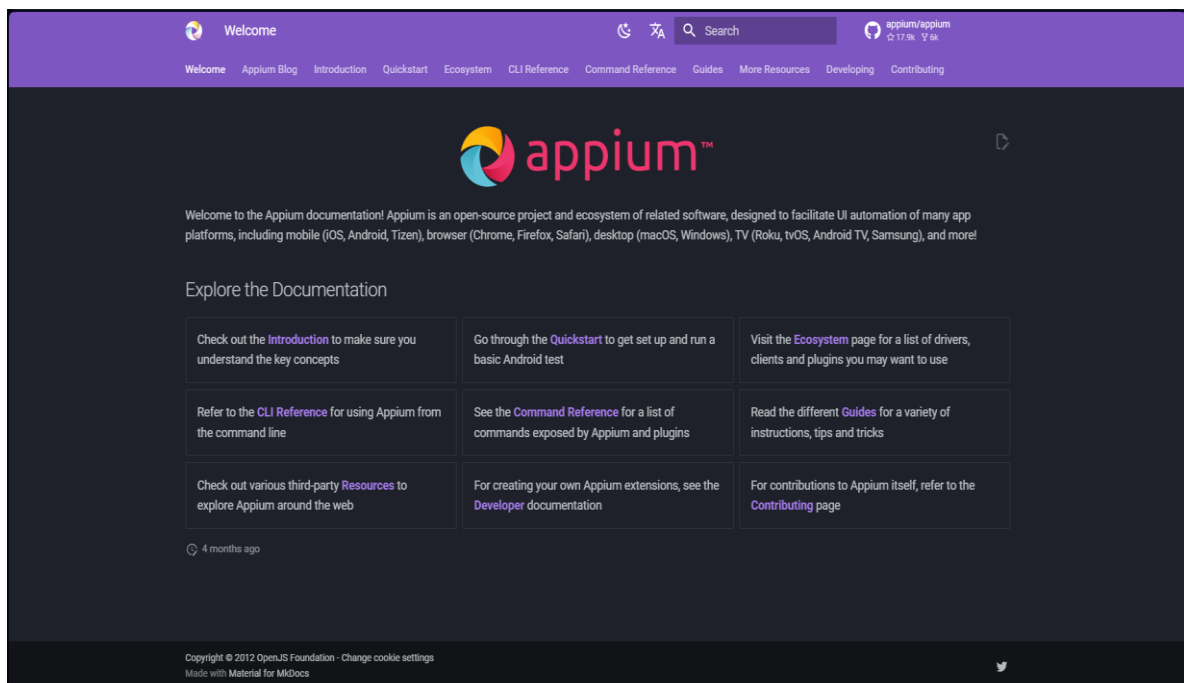 Welcome
Search
appium/appium
17.9k 6k
Welcome Appium Blog Introduction Quickstart Ecosystem CLI Reference Command Reference Guides More Resources Developing Contributing
appium™
Welcome to the Appium documentation! Appium is an open-source project and ecosystem of related software, designed to facilitate UI automation of many app
platforms, including mobile (iOS, Android, Tizen), browser (Chrome, Firefox, Safari), desktop (macOS, Windows), TV (Roku, tvOS, Android TV, Samsung), and more!
Explore the Documentation
Check out the Introduction to make sure you
understand the key concepts
Go through the Quickstart to get set up and run a
basic Android test
Visit the Ecosystem page for a list of drivers,
clients and plugins you may want to use
Refer to the CLI Reference for using Appium from
the command line
See the Command Reference for a list of
commands exposed by Appium and plugins
Read the different Guides for a variety of
instructions, tips and tricks
Check out various third-party Resources to
explore Appium around the web
For creating your own Appium extensions, see the
Developer documentation
For contributions to Appium itself, refer to the
Contributing page
4 months ago
Copyright © 2012 OpenJS Foundation - Change cookie settings
Made with Material for MkDocs